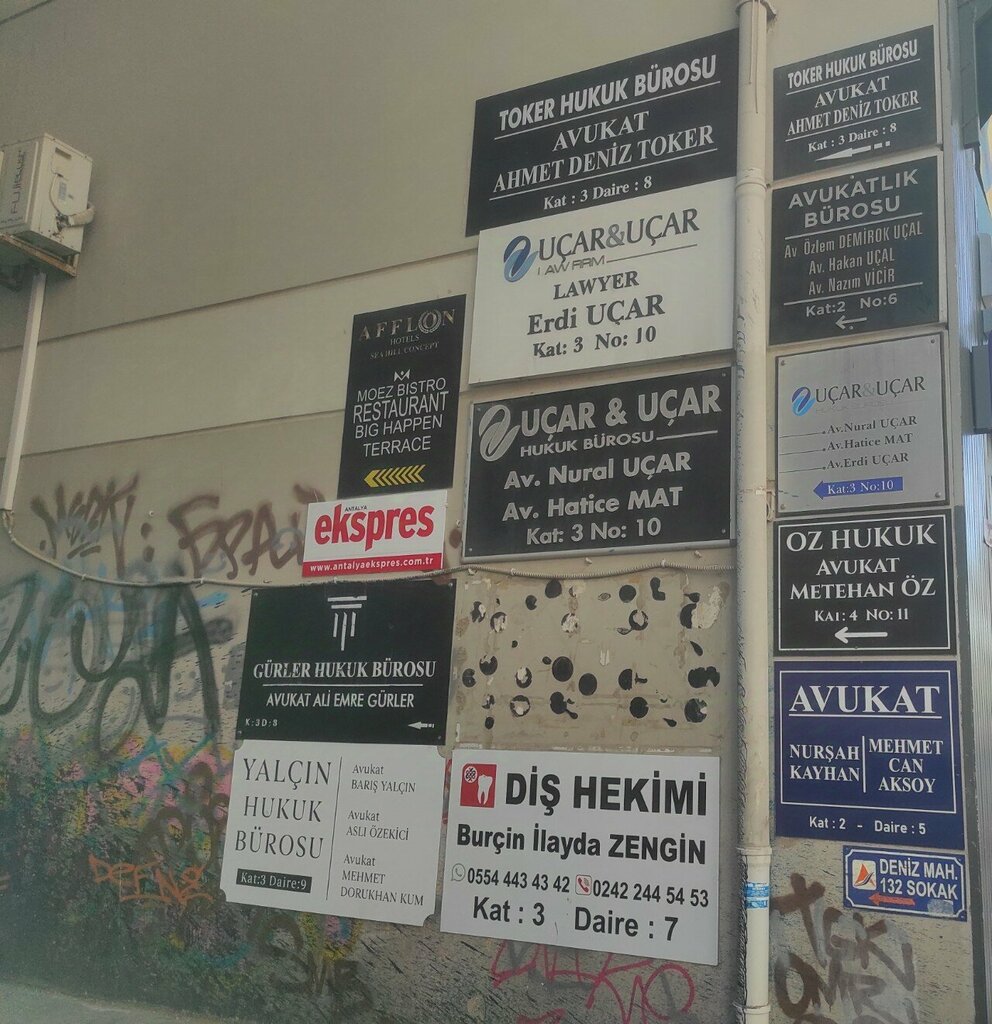 FUJITSU
TOKER HUKUK BÜROSU
AVUKAT
AHMET DENİZ TOKER
Kat : 3 Daire : 8
UÇAR&UÇAR
LAW FIRM
LAWYER
Erdi UÇAR
Kat: 3 No: 10
AFFLON
HOTELS
SEA HILL CONCEPT
MOEZ BISTRO
RESTAURANT
BIG HAPPEN
TERRACE
UÇAR & UÇAR
HUKUK BÜROSU
Av. Nural UÇAR
Av. Hatice MAT
Kat: 3 No: 10
ANTALYA
ekspres
www.antalyaekspres.com.tr
GÜRLER HUKUK BÜROSU
AVUKAT ALİ EMRE GÜRLER
K:3D:8
YALÇIN
HUKUK
BÜROSU
Kat:3 Daire:9
Avukat
BARIŞ YALÇIN
Avukat
ASLI ÖZEKİCİ
Avukat
MEHMET
DORUKHAN KUM
DİŞ HEKİMİ
Burçin İlayda ZENGİN
0554 443 43 42 0242 244 54 53
Kat : 3 Daire : 7
TOKER HUKUK BÜROSU
AVUKAT
AHMET DENİZ TOKER
Kat : 3 Daire : 8
AVUKATLIK
BÜROSU
Av Özlem DEMİROK UÇAL
Av. Hakan UÇAL
Av. Nazım VİCİR
Kat:2 No:6
UÇAR&UÇAR
Av.Nural UÇAR
Av.Hatice MAT
Av.Erdi UÇAR
Kat:3 No:10
OZ HUKUK
AVUKAT
METEHAN ÖZ
KAT: 4 NO: 11
AVUKAT
NURŞAH
KAYHAN
MEHMET
CAN
AKSOY
Kat : 2 - Daire : 5
DENİZ MAH.
132 SOKAK